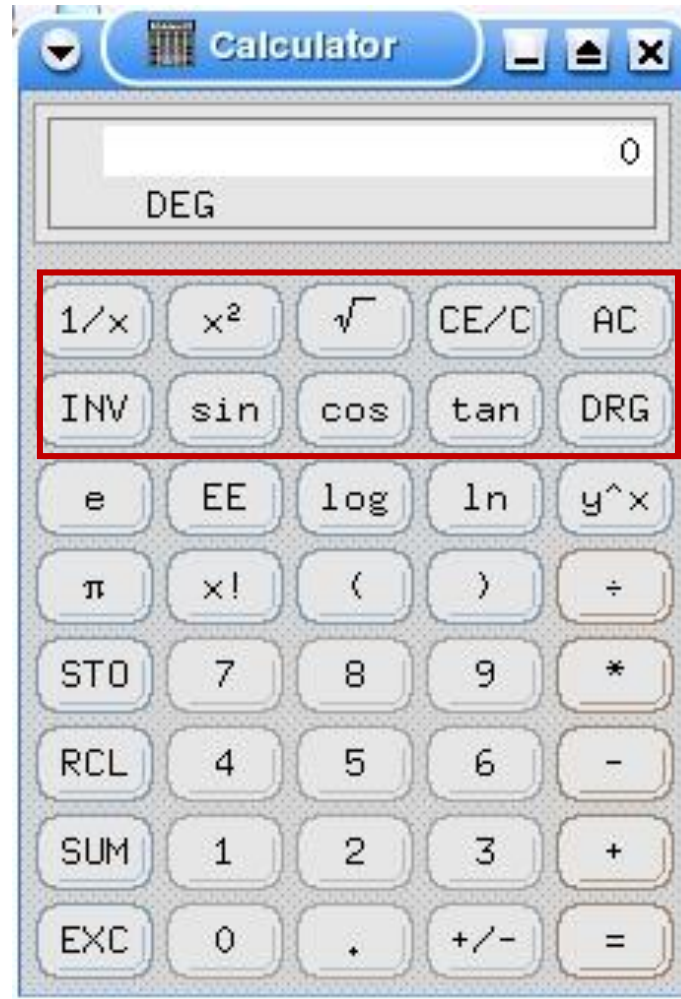 Calculator
0
DEG
1/x x² √ CE/C AC
INV sin cos tan DRG
e EE log ln y^x
π x! ( ) ÷
STO 7 8 9 *
RCL 4 5 6 -
SUM 1 2 3 +
EXC 0 . +/- =